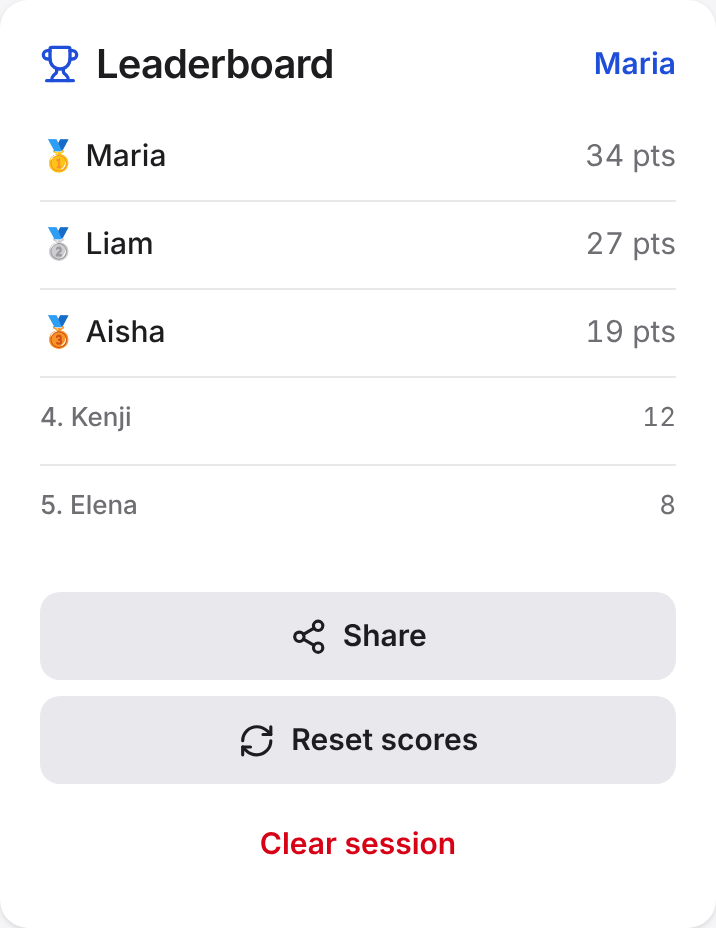 Leaderboard Maria
🥇 Maria 34 pts
🥈 Liam 27 pts
🥉 Aisha 19 pts
4. Kenji 12
5. Elena 8
Share
Reset scores
Clear session